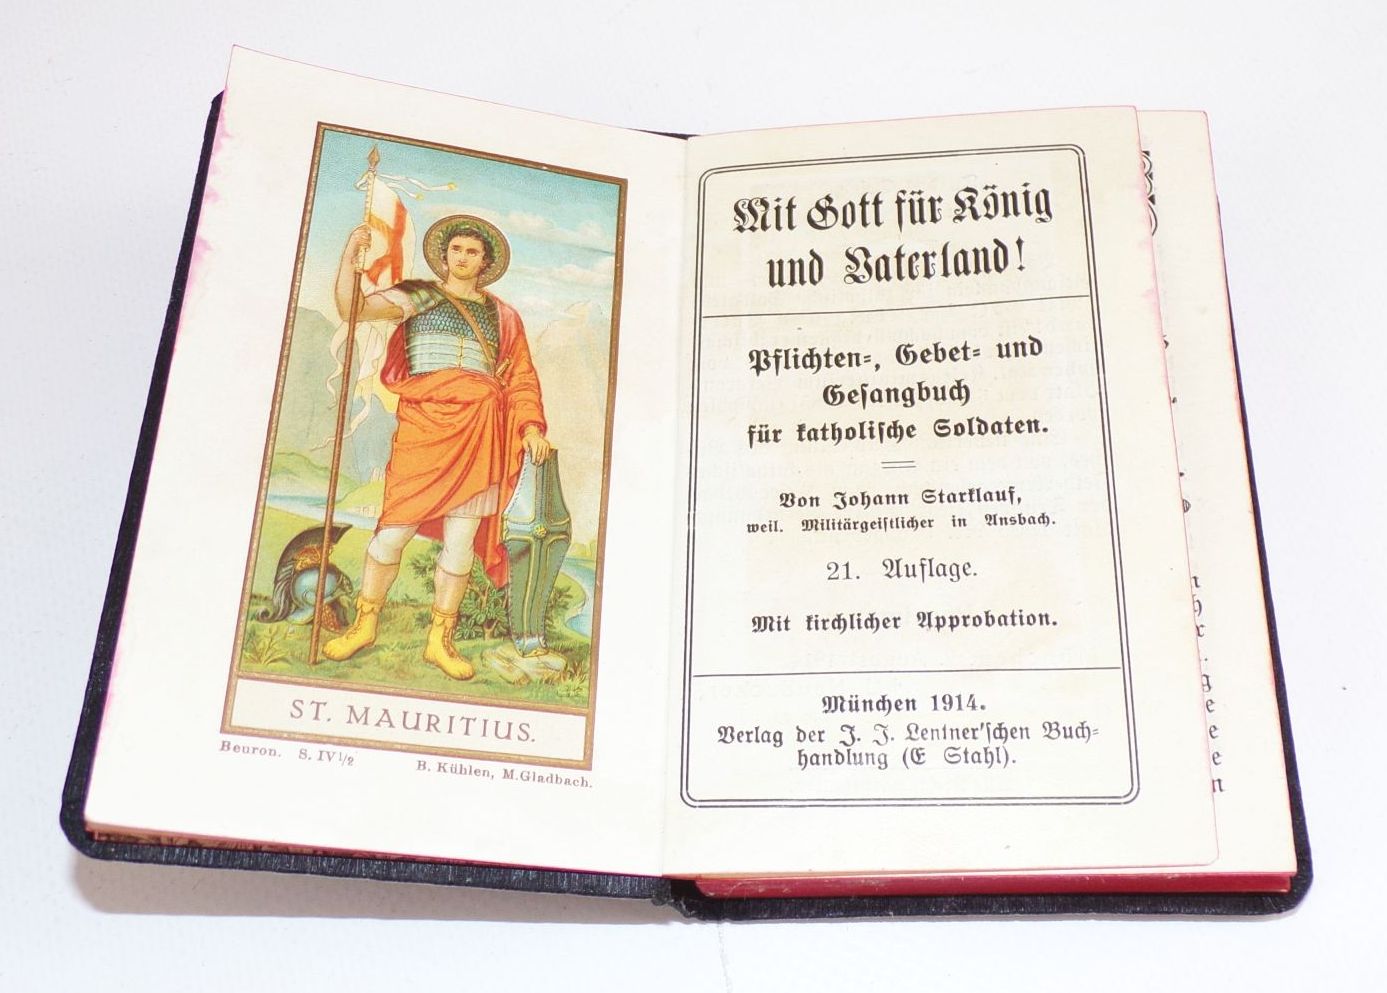 ST. MAURITIUS.
Beuron. S. IV 1/2
B. Kühlen, M.Gladbach.
Mit Gott für König
und Vaterland!
Pflichten-, Gebet- und
Gesangbuch
für katholische Soldaten.
Von Johann Starklauf,
weil. Militärgeistlicher in Ansbach.
21. Auflage.
Mit kirchlicher Approbation.
München 1914.
Verlag der J. J. Lentner'schen Buch-
handlung (E Stahl).